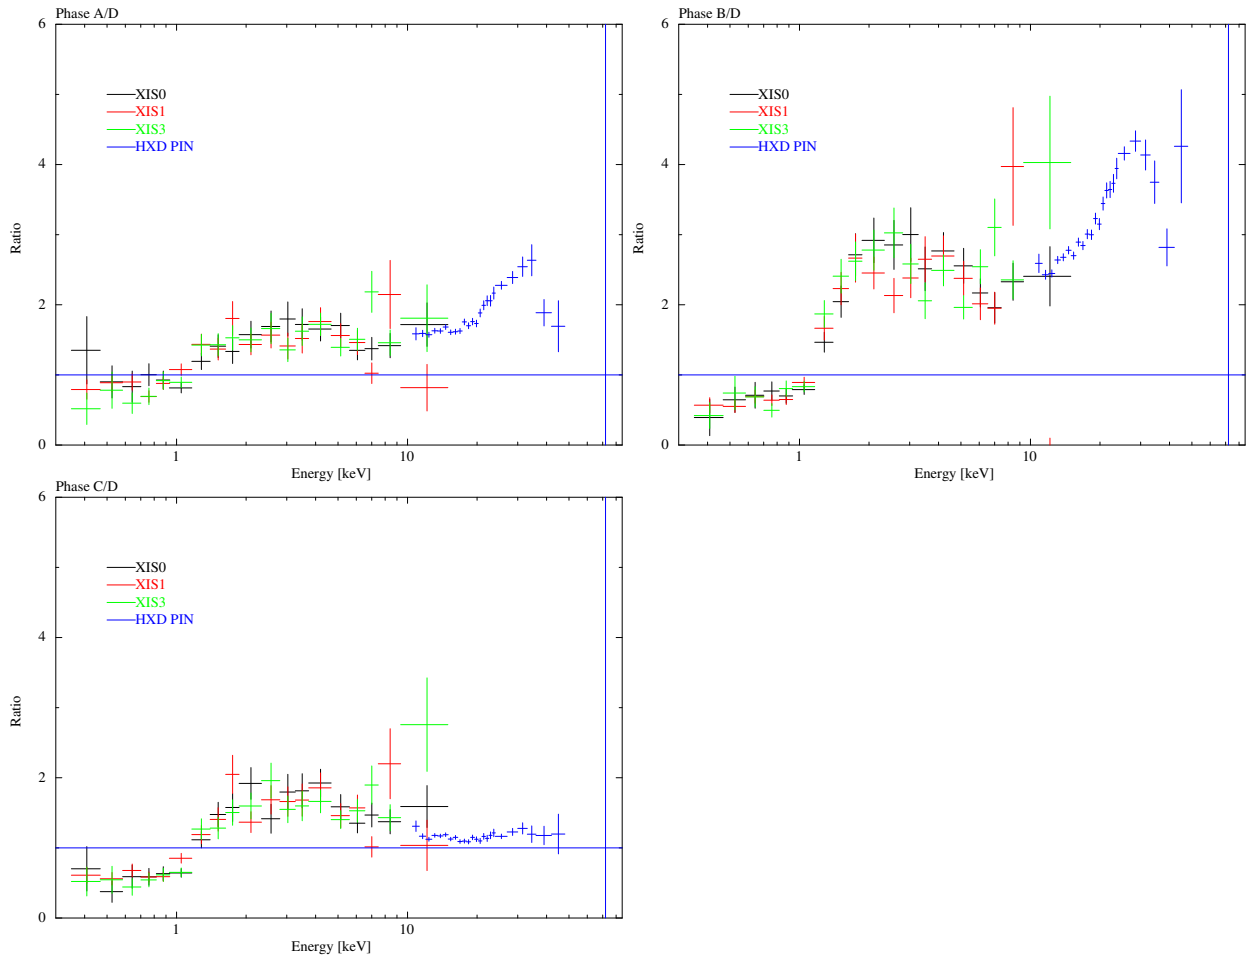 Phase A/D
6
4
2
0
Ratio
XIS0
XIS1
XIS3
HXD PIN
1
10
Energy [keV]
Phase B/D
6
4
2
0
Ratio
XIS0
XIS1
XIS3
HXD PIN
1
10
Energy [keV]
Phase C/D
6
4
2
0
Ratio
XIS0
XIS1
XIS3
HXD PIN
1
10
Energy [keV]